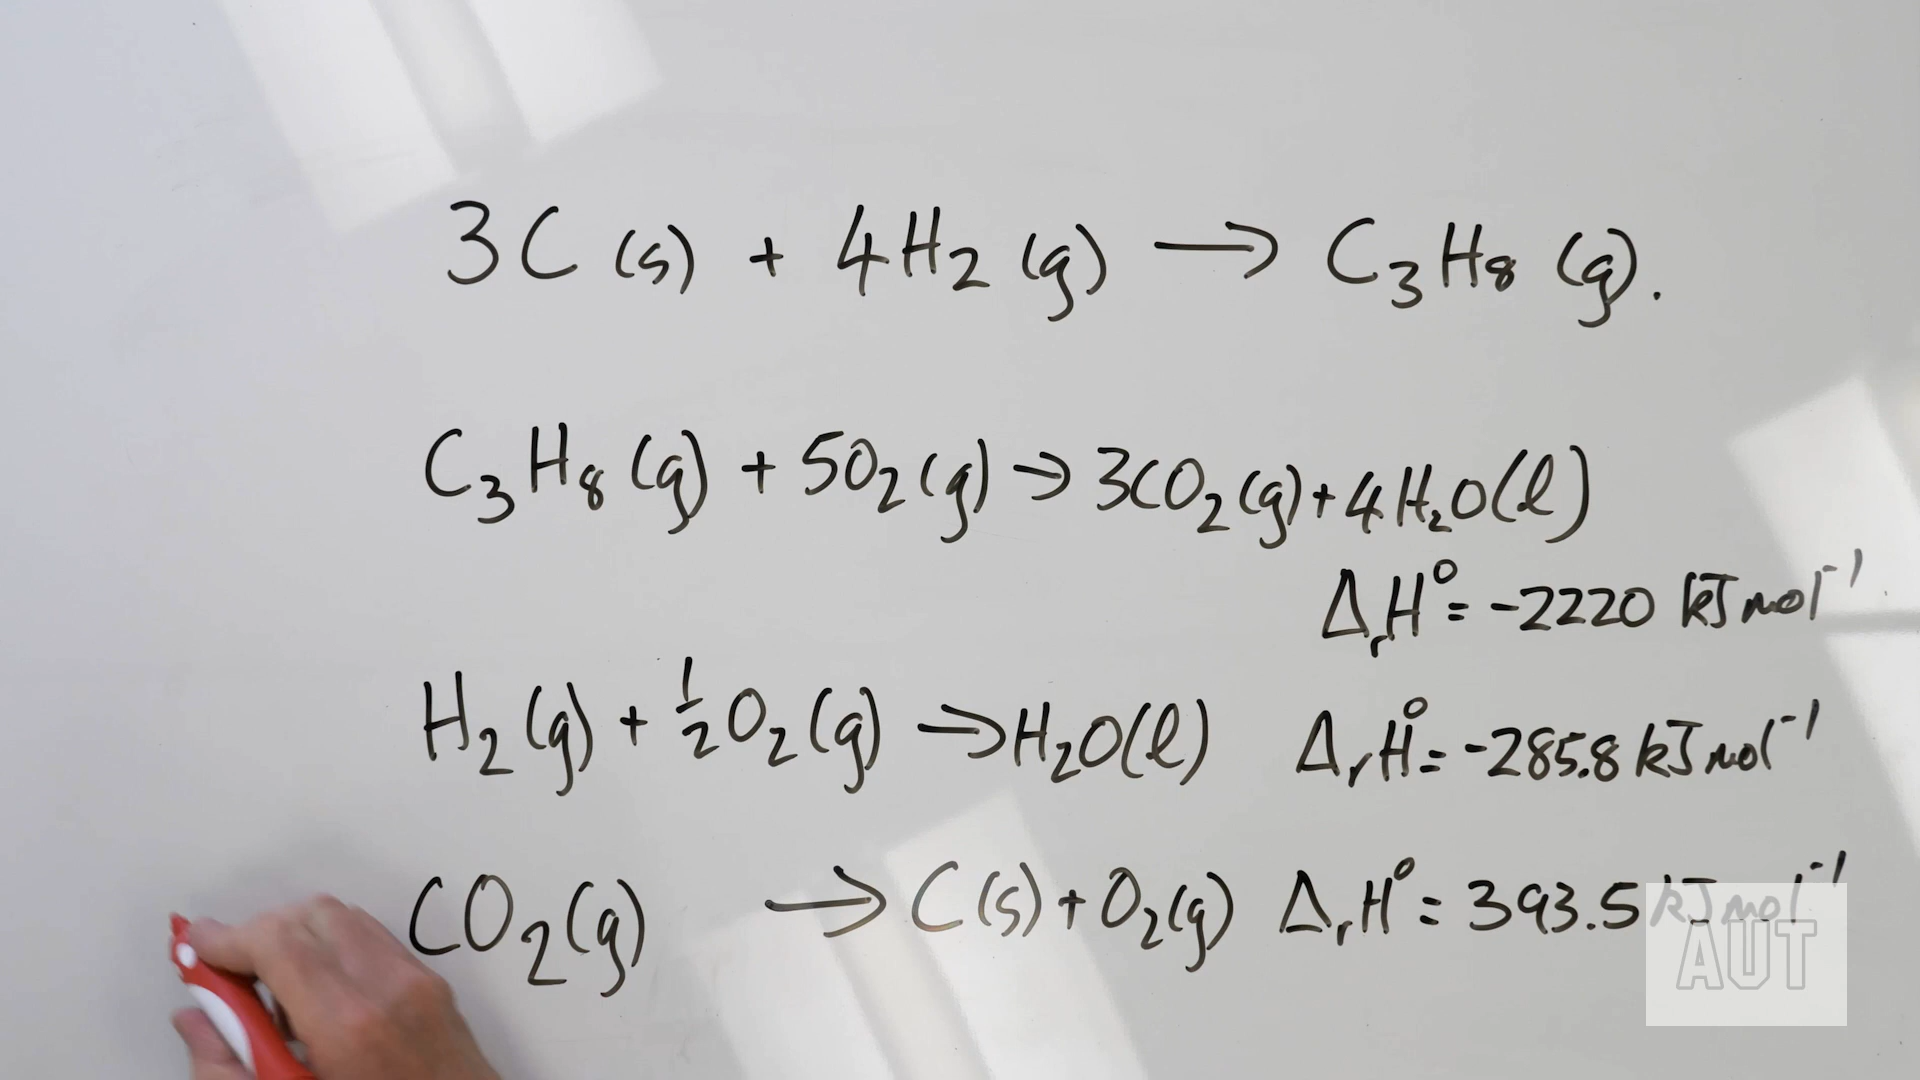 3C (s) + 4H₂ (g) → C₃H₈ (g).
C₃H₈ (g) + 5O₂ (g) → 3CO₂ (g) + 4H₂O(l)
ΔᵣH° = -2220 kJ mol⁻¹
H₂ (g) + ½O₂ (g) → H₂O(l) ΔᵣH° = -285.8 kJ mol⁻¹
CO₂ (g) → C(s) + O₂(g) ΔᵣH° = 393.5 kJ mol⁻¹
AUT